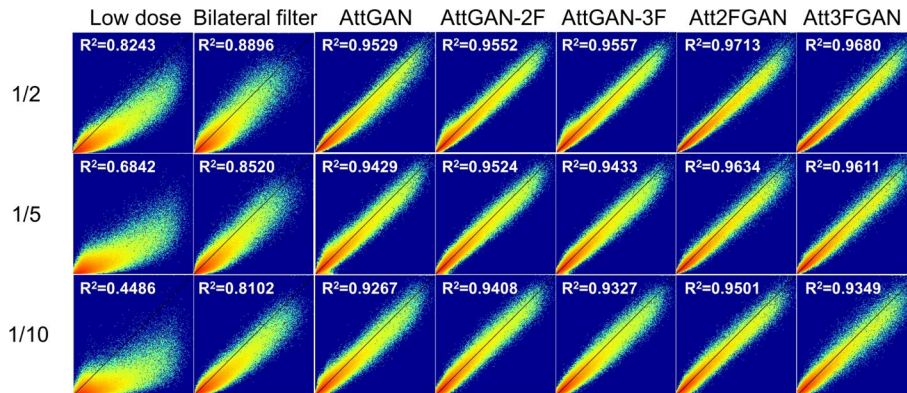 Low dose Bilateral filter AttGAN AttGAN-2F AttGAN-3F Att2FGAN Att3FGAN
1/2 R²=0.8243 R²=0.8896 R²=0.9529 R²=0.9552 R²=0.9557 R²=0.9713 R²=0.9680
1/5 R²=0.6842 R²=0.8520 R²=0.9429 R²=0.9524 R²=0.9433 R²=0.9634 R²=0.9611
1/10 R²=0.4486 R²=0.8102 R²=0.9267 R²=0.9408 R²=0.9327 R²=0.9501 R²=0.9349